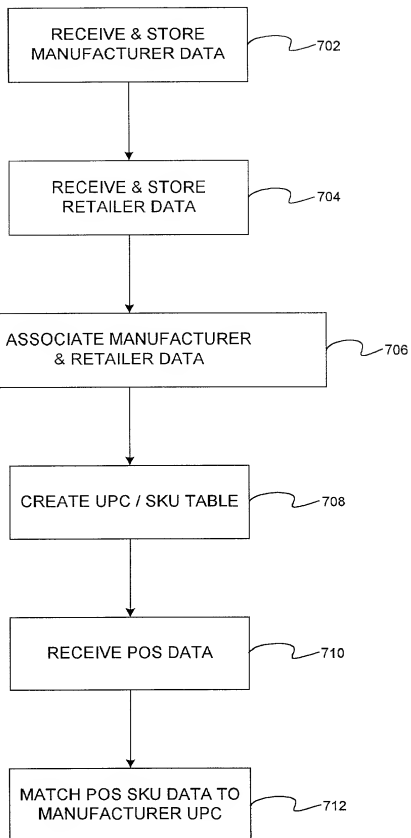 RECEIVE & STORE
MANUFACTURER DATA
702
RECEIVE & STORE
RETAILER DATA
704
ASSOCIATE MANUFACTURER
& RETAILER DATA
706
CREATE UPC / SKU TABLE
708
RECEIVE POS DATA
710
MATCH POS SKU DATA TO
MANUFACTURER UPC
712